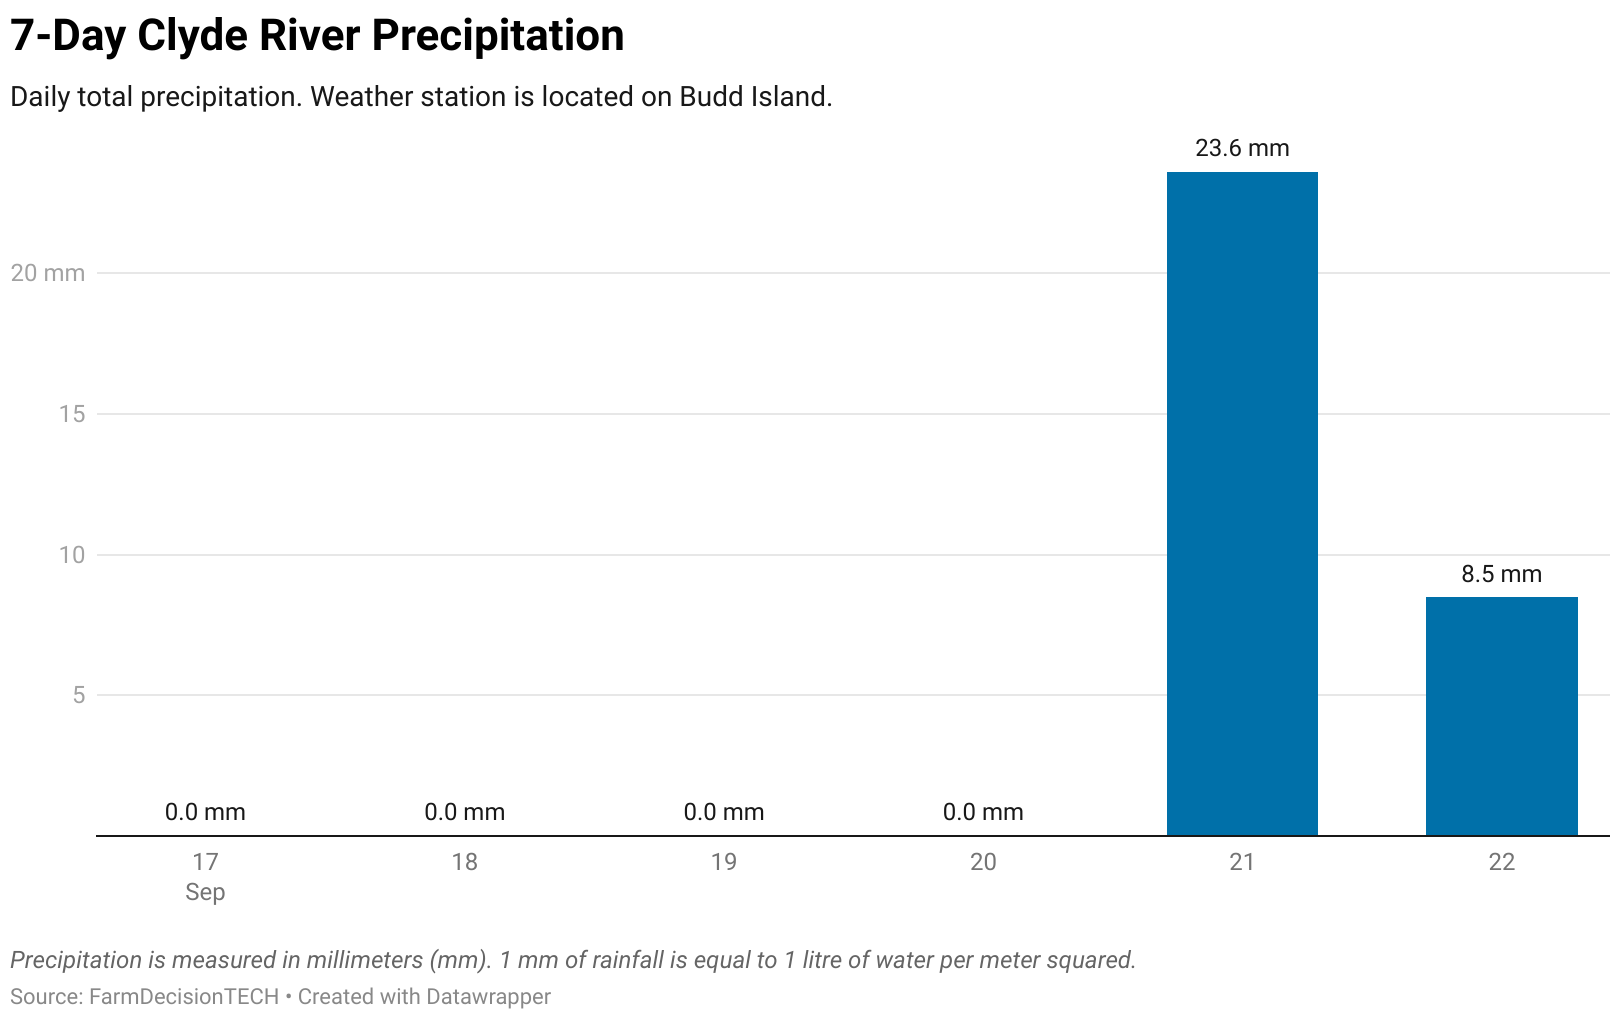 7-Day Clyde River Precipitation
Daily total precipitation. Weather station is located on Budd Island.
23.6 mm
20 mm
15
10
8.5 mm
5
0.0 mm 0.0 mm 0.0 mm 0.0 mm
17 18 19 20 21 22
Sep
Precipitation is measured in millimeters (mm). 1 mm of rainfall is equal to 1 litre of water per meter squared.
Source: FarmDecisionTECH • Created with Datawrapper